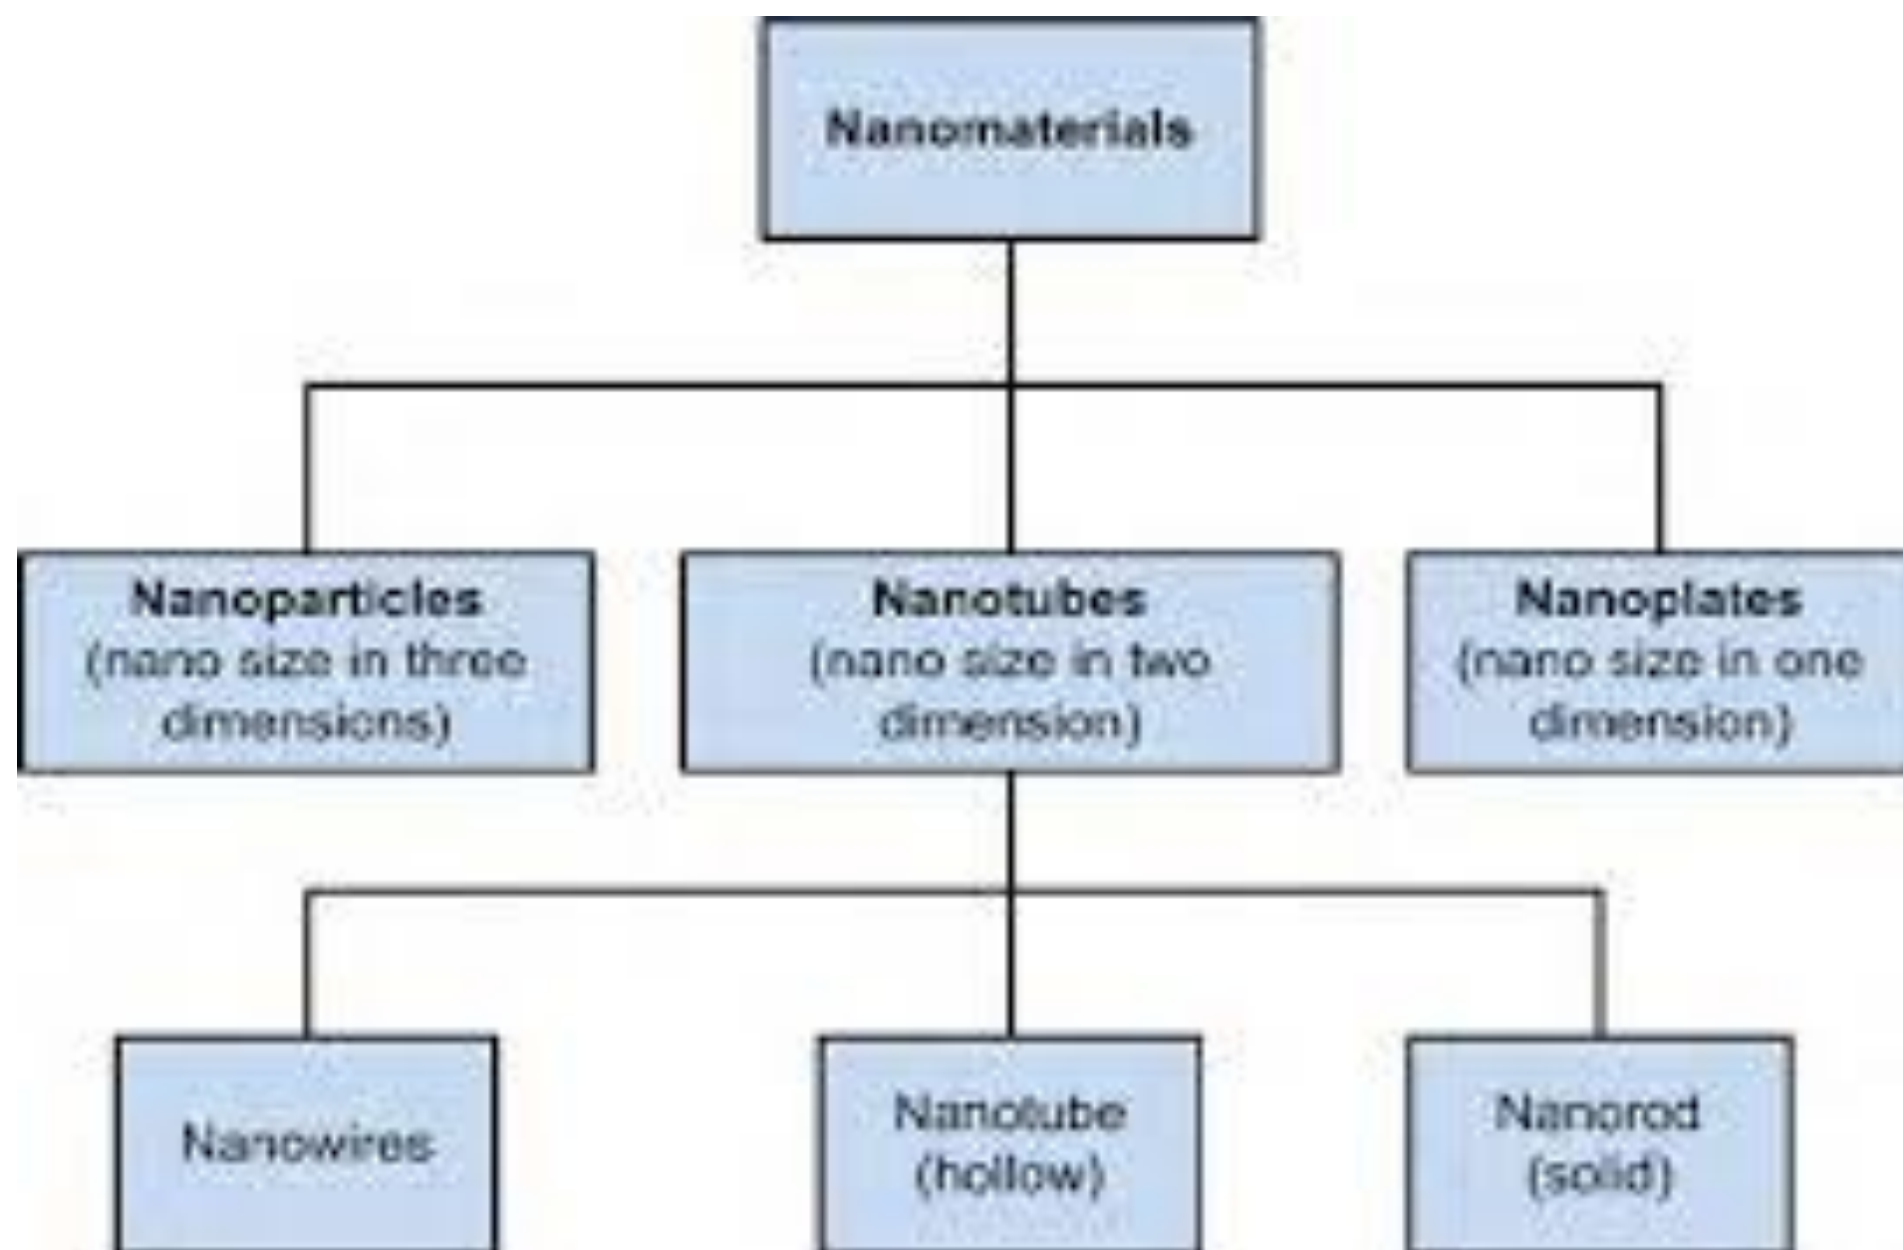 Nanomaterials
Nanoparticles
(nano size in three
dimensions)
Nanotubes
(nano size in two
dimension)
Nanoplates
(nano size in one
dimension)
Nanowires
Nanotube
(hollow)
Nanorod
(solid)